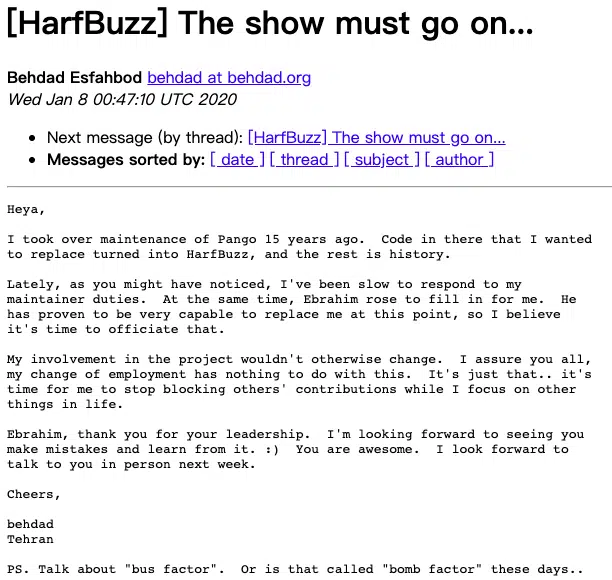 [HarfBuzz] The show must go on...
Behdad Esfahbod behdad at behdad.org
Wed Jan 8 00:47:10 UTC 2020
• Next message (by thread): [HarfBuzz] The show must go on...
• Messages sorted by: [ date ] [ thread ] [ subject ] [ author ]
Heya,
I took over maintenance of Pango 15 years ago.  Code in there that I wanted
to replace turned into HarfBuzz, and the rest is history.
Lately, as you might have noticed, I've been slow to respond to my
maintainer duties.  At the same time, Ebrahim rose to fill in for me.  He
has proven to be very capable to replace me at this point, so I believe
it's time to officiate that.
My involvement in the project wouldn't otherwise change.  I assure you all,
my change of employment has nothing to do with this.  It's just that.. it's
time for me to stop blocking others' contributions while I focus on other
things in life.
Ebrahim, thank you for your leadership.  I'm looking forward to seeing you
make mistakes and learn from it. :)  You are awesome.  I look forward to
talk to you in person next week.
Cheers,
behdad
Tehran
PS. Talk about "bus factor".  Or is that called "bomb factor" these days..